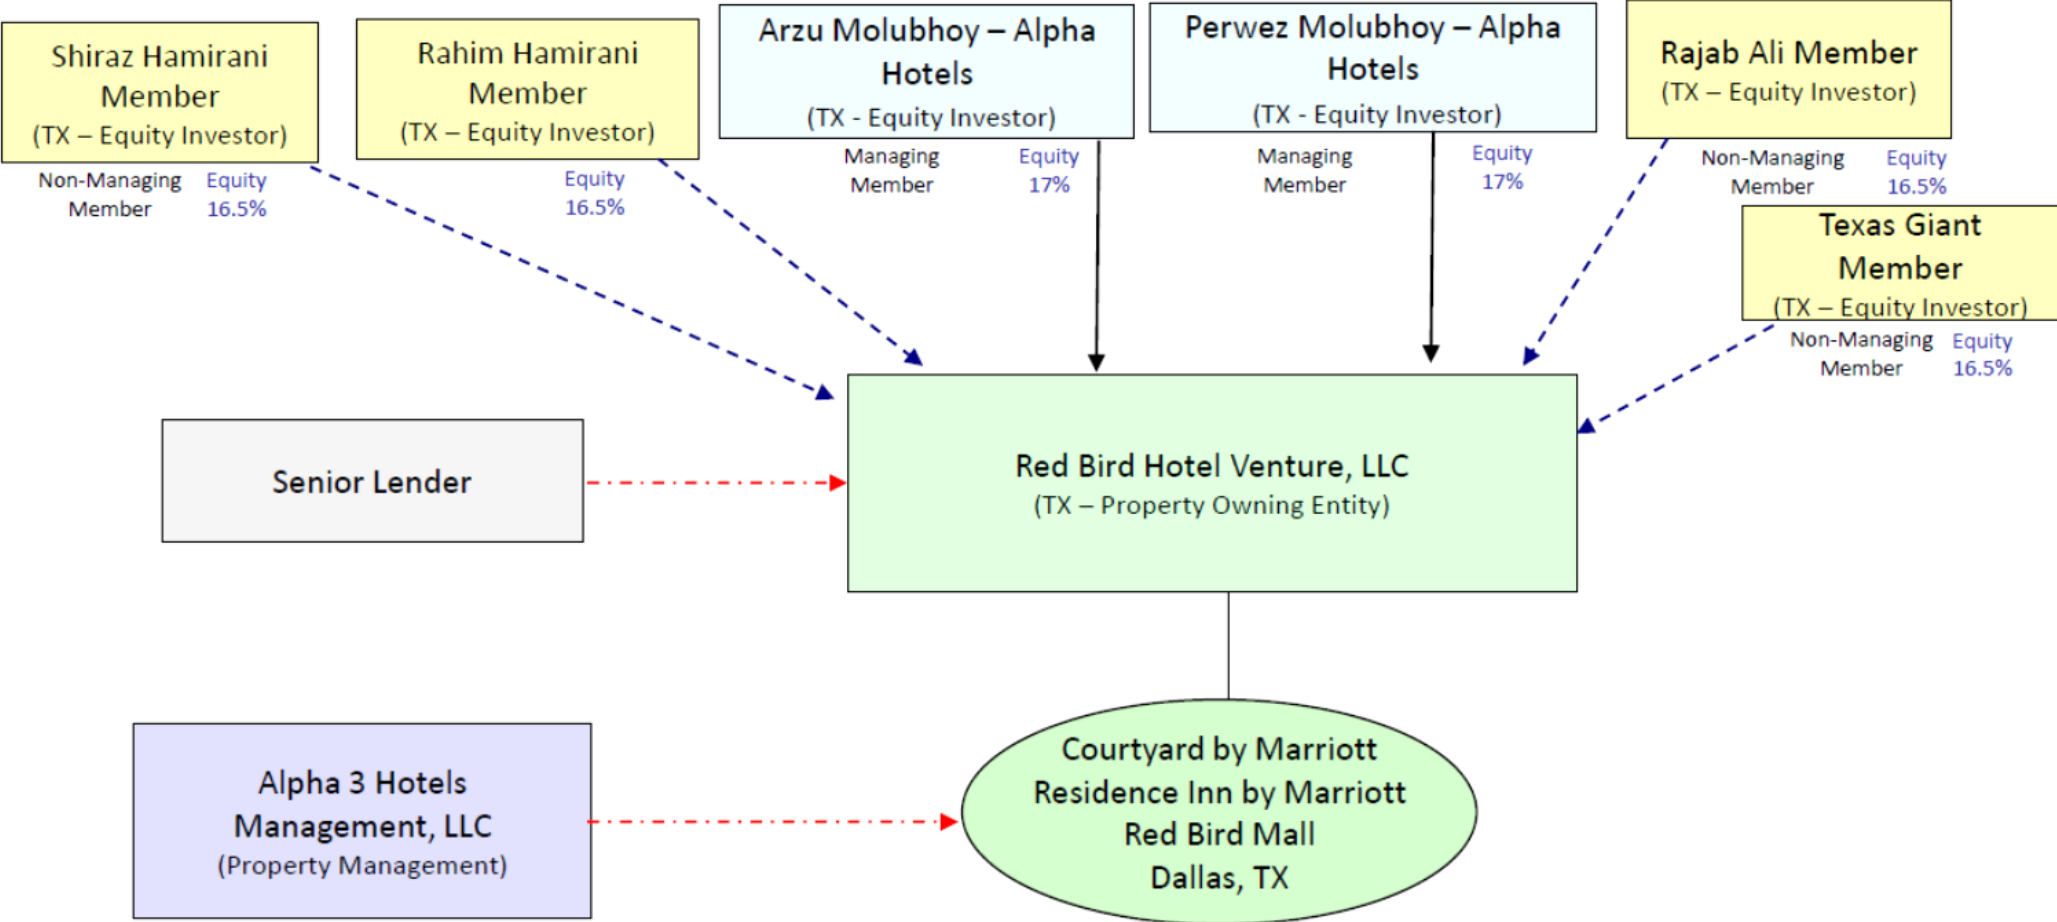 Shiraz Hamirani
Member
(TX – Equity Investor)
Non-Managing
Member
Equity
16.5%
Rahim Hamirani
Member
(TX – Equity Investor)
Equity
16.5%
Arzu Molubhoy – Alpha
Hotels
(TX - Equity Investor)
Managing
Member
Equity
17%
Perwez Molubhoy – Alpha
Hotels
(TX - Equity Investor)
Managing
Member
Equity
17%
Rajab Ali Member
(TX – Equity Investor)
Non-Managing
Member
Equity
16.5%
Texas Giant
Member
(TX – Equity Investor)
Non-Managing
Member
Equity
16.5%
Senior Lender
Red Bird Hotel Venture, LLC
(TX – Property Owning Entity)
Alpha 3 Hotels
Management, LLC
(Property Management)
Courtyard by Marriott
Residence Inn by Marriott
Red Bird Mall
Dallas, TX